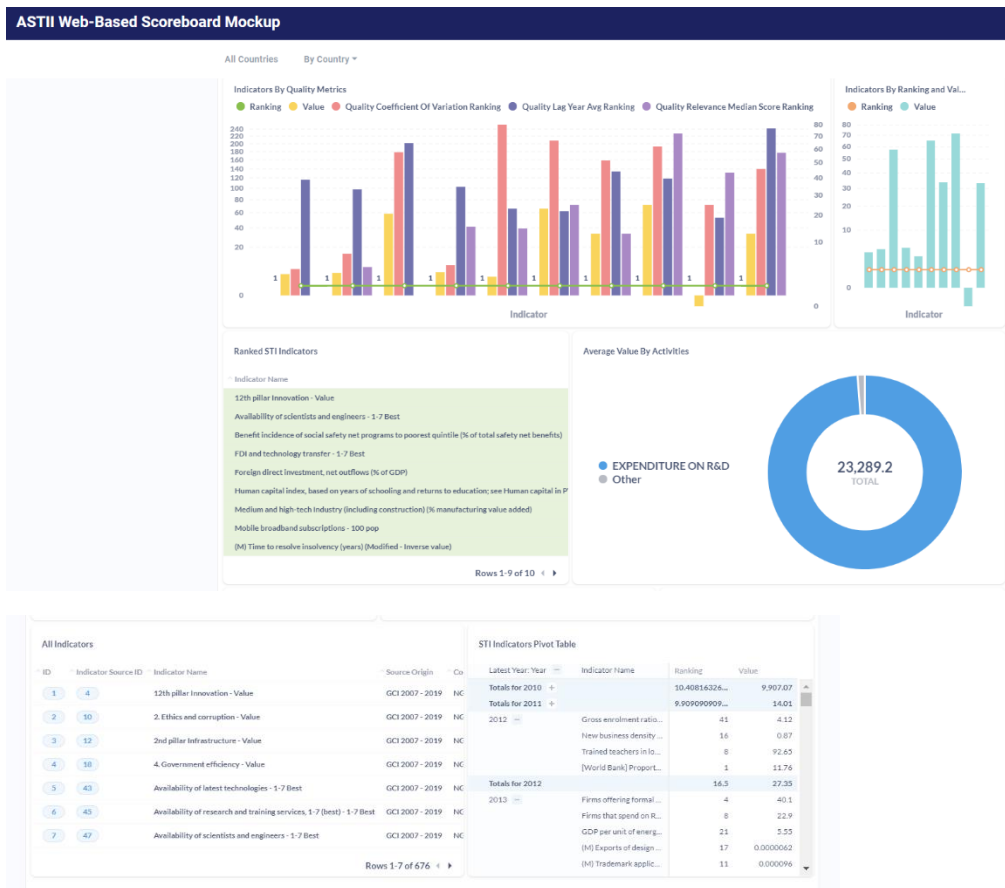 ASTII Web-Based Scoreboard Mockup
All Countries By Country
Indicators By Quality Metrics
Ranking Value Quality Coefficient Of Variation Ranking Quality Lag Year Avg Ranking Quality Relevance Median Score Ranking
240
220
200
180
160
140
120
100
80
60
40
20
0
1 1 1 1 1 1 1 1 1 1
80
70
60
50
40
30
20
10
0
Indicator
Indicators By Ranking and Val...
Ranking Value
80
70
60
50
40
30
20
10
0
Indicator
Ranked STI Indicators
Indicator Name
12th pillar Innovation - Value
Availability of scientists and engineers - 1-7 Best
Benefit incidence of social safety net programs to poorest quintile (% of total safety net benefits)
FDI and technology transfer - 1-7 Best
Foreign direct investment, net outflows (% of GDP)
Human capital index, based on years of schooling and returns to education; see Human capital in P
Medium and high-tech Industry (including construction) (% manufacturing value added)
Mobile broadband subscriptions - 100 pop
(M) Time to resolve insolvency (years) (Modified - Inverse value)
Rows 1-9 of 10
Average Value By Activities
EXPENDITURE ON R&D
Other
23,289.2
TOTAL
All Indicators
ID Indicator Source ID Indicator Name Source Origin Co
1 4 12th pillar Innovation - Value GCI 2007 - 2019 NG
2 10 2. Ethics and corruption - Value GCI 2007 - 2019 NG
3 12 2nd pillar Infrastructure - Value GCI 2007 - 2019 NG
4 18 4. Government efficiency - Value GCI 2007 - 2019 NG
5 43 Availability of latest technologies - 1-7 Best GCI 2007 - 2019 NG
6 45 Availability of research and training services, 1-7 (best) - 1-7 Best GCI 2007 - 2019 NG
7 47 Availability of scientists and engineers - 1-7 Best GCI 2007 - 2019 NG
Rows 1-7 of 676
STI Indicators Pivot Table
Latest Year: Year Indicator Name Ranking Value
Totals for 2010 10.40816326... 9,907.07
Totals for 2011 9.909090909... 14.01
2012 Gross enrolment ratio... 41 4.12
New business density ... 16 0.87
Trained teachers in lo... 8 92.65
[World Bank] Proport... 1 11.76
Totals for 2012 16.5 27.35
2013 Firms offering formal ... 4 40.1
Firms that spend on R... 8 22.9
GDP per unit of energ... 21 5.55
(M) Exports of design ... 17 0.0000062
(M) Trademark applic... 11 0.000096